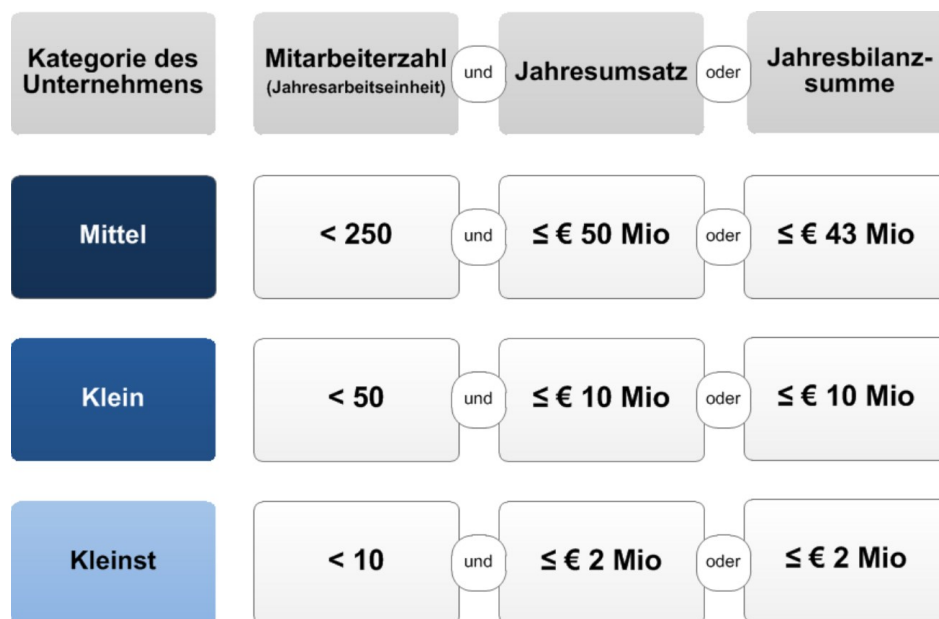 Kategorie des
Unternehmens
Mitarbeiterzahl
(Jahresarbeitseinheit)
und
Jahresumsatz
oder
Jahresbilanz-
summe
Mittel
< 250
und
≤ € 50 Mio
oder
≤ € 43 Mio
Klein
< 50
und
≤ € 10 Mio
oder
≤ € 10 Mio
Kleinst
< 10
und
≤ € 2 Mio
oder
≤ € 2 Mio